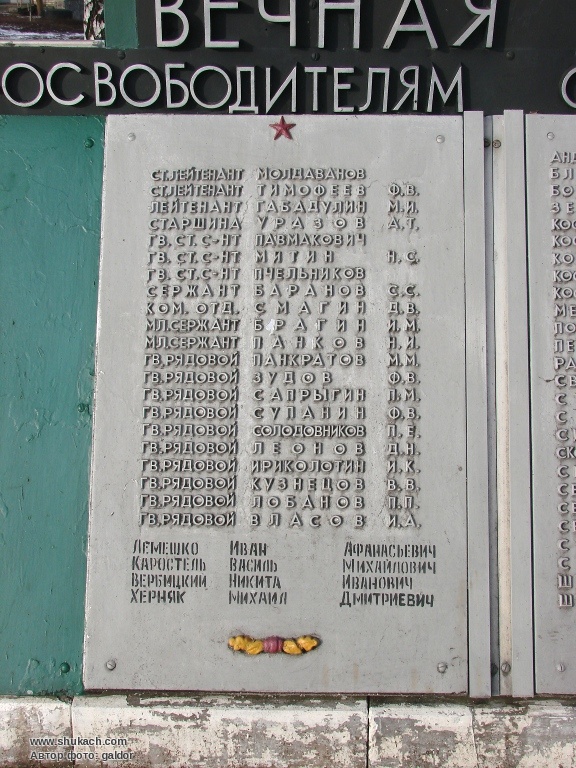 ВЕЧНАЯ
ОСВОБОДИТЕЛЯМ С
СТ.ЛЕЙТЕНАНТ МОЛДАВАНОВ
СТ.ЛЕЙТЕНАНТ ТИМОФЕЕВ Ф.В.
ЛЕЙТЕНАНТ ГАБАДУЛИН М.И.
СТАРШИНА УРАЗОВ А.Т.
ГВ. СТ. С-НТ ПАВМАКОВИЧ
ГВ. СТ. С-НТ МИТИН Н.С.
ГВ. СТ. С-НТ ПЧЕЛЬНИКОВ
СЕРЖАНТ БАРАНОВ С.С.
КОМ. ОТД. СМАГИН Д.В.
МЛ.СЕРЖАНТ БРАГИН И.М.
МЛ.СЕРЖАНТ ПАНКОВ Н.И.
ГВ.РЯДОВОЙ ПАНКРАТОВ М.М.
ГВ.РЯДОВОЙ ЗУДОВ Ф.В.
ГВ.РЯДОВОЙ САПРЫГИН П.М.
ГВ.РЯДОВОЙ СУПАНИН Ф.В.
ГВ.РЯДОВОЙ СОЛОДОВНИКОВ П.Е.
ГВ.РЯДОВОЙ ЛЕОНОВ Д.Н.
ГВ.РЯДОВОЙ ИРИКОЛОТИН И.К.
ГВ.РЯДОВОЙ КУЗНЕЦОВ В.В.
ГВ.РЯДОВОЙ ЛОБАНОВ П.П.
ГВ.РЯДОВОЙ ВЛАСОВ И.А.
ЛЕМЕШКО ИВАН АФАНАСЬЕВИЧ
КАРОСТЕЛЬ ВАСИЛЬ МИХАЙЛОВИЧ
ВЕРБИЦКИЙ НИКИТА ИВАНОВИЧ
ХЕРНЯК МИХАИЛ ДМИТРИЕВИЧ
www.shukach.com
Автор фото: galdor